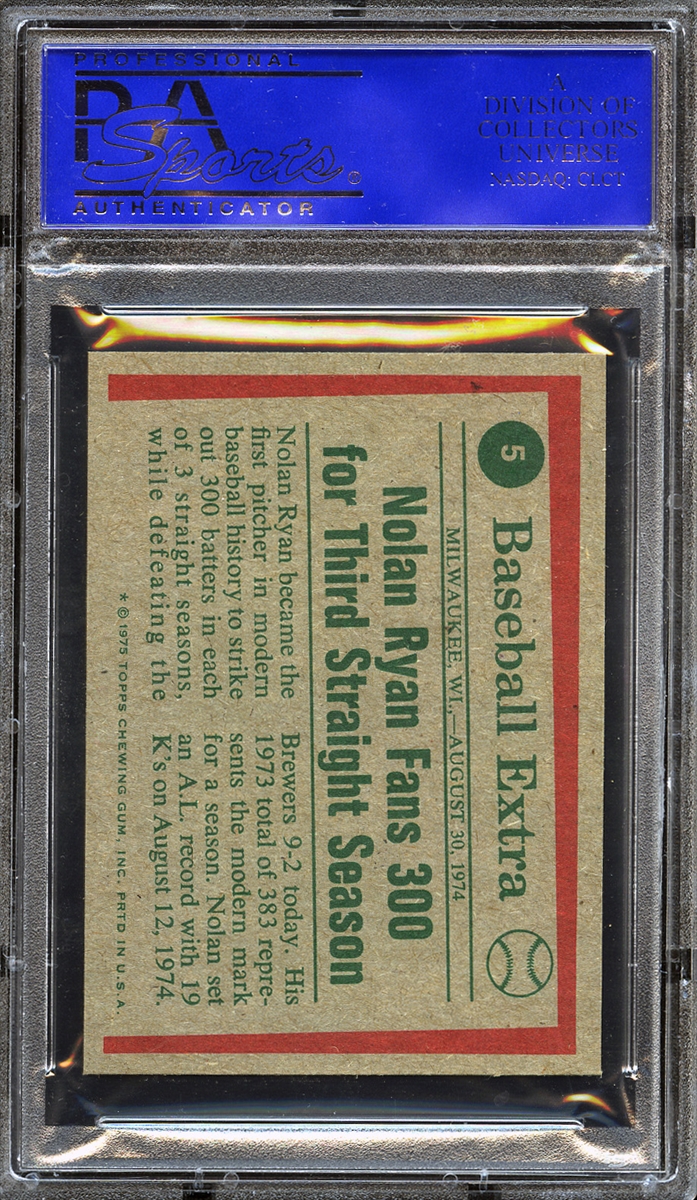 PROFESSIONAL
PSA
Sports®
AUTHENTICATOR
A
DIVISION OF
COLLECTORS
UNIVERSE
NASDAQ: CLCT
5 Baseball Extra
MILWAUKEE, WI.,—AUGUST 30, 1974
Nolan Ryan Fans 300
for Third Straight Season
Nolan Ryan became the
first pitcher in modern
baseball history to strike
out 300 batters in each
of 3 straight seasons,
while defeating the
Brewers 9-2 today. His
1973 total of 383 repre-
sents the modern mark
for a season. Nolan set
an A.L. record with 19
K's on August 12, 1974.
* © 1975 TOPPS CHEWING GUM, INC. PRTD IN U.S.A.